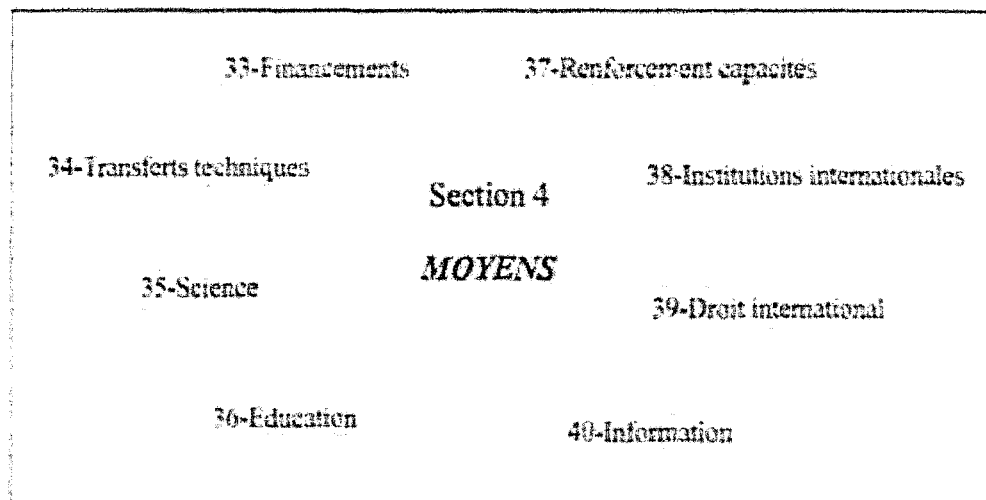 33-Financements
37-Renforcement capacités
34-Transferts techniques
38-Institutions internationales
Section 4
MOYENS
35-Science
39-Droit international
36-Education
40-Information